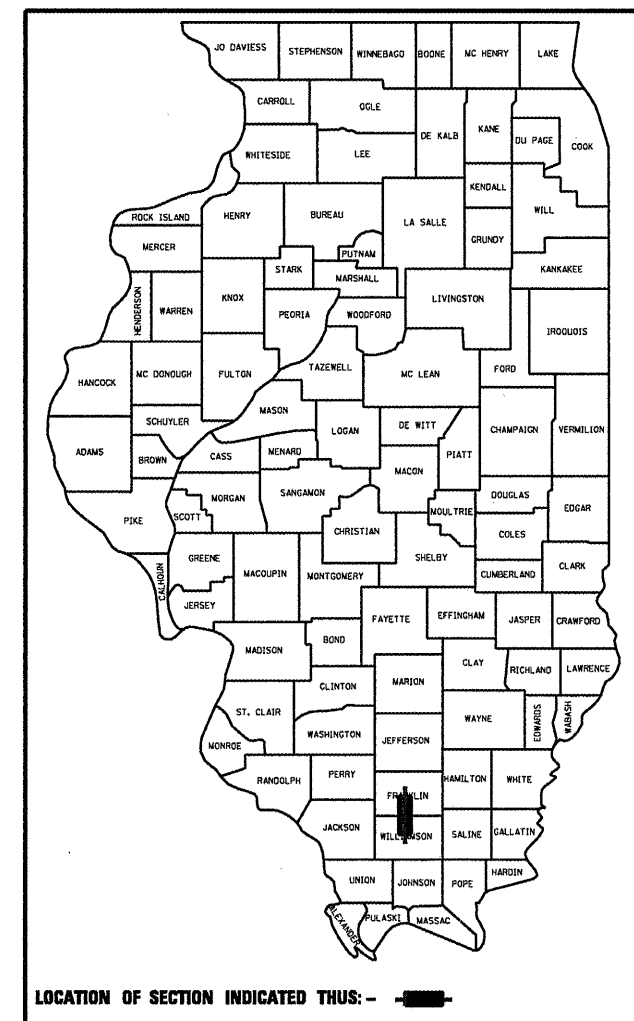 JO DAVIESS STEPHENSON WINNEBAGO BOONE MC HENRY LAKE
CARROLL OGLE
DE KALB KANE DU PAGE COOK
WHITESIDE LEE
KENDALL WILL
ROCK ISLAND HENRY BUREAU LA SALLE GRUNDY
MERCER PUTNAM KANKAKEE
STARK MARSHALL
HENDERSON WARREN KNOX PEORIA WOODFORD LIVINGSTON IROQUOIS
HANCOCK MC DONOUGH FULTON TAZEWELL MC LEAN FORD
MASON
SCHUYLER LOGAN DE WITT CHAMPAIGN VERMILION
ADAMS BROWN CASS MENARD PIATT
MACON
MORGAN SANGAMON DOUGLAS EDGAR
PIKE SCOTT CHRISTIAN MOULTRIE COLES
GREENE MACOUPIN MONTGOMERY SHELBY CLARK
CALHOUN CUMBERLAND
JERSEY FAYETTE EFFINGHAM JASPER CRAWFORD
MADISON BOND
CLAY RICHLAND LAWRENCE
CLINTON MARION
ST. CLAIR WAYNE EDWARDS WABASH
MONROE WASHINGTON JEFFERSON
RANDOLPH PERRY FRANKLIN HAMILTON WHITE
JACKSON WILLIAMSON SALINE GALLATIN
UNION JOHNSON POPE HARDIN
ALEXANDER PULASKI MASSAC
LOCATION OF SECTION INDICATED THUS: -